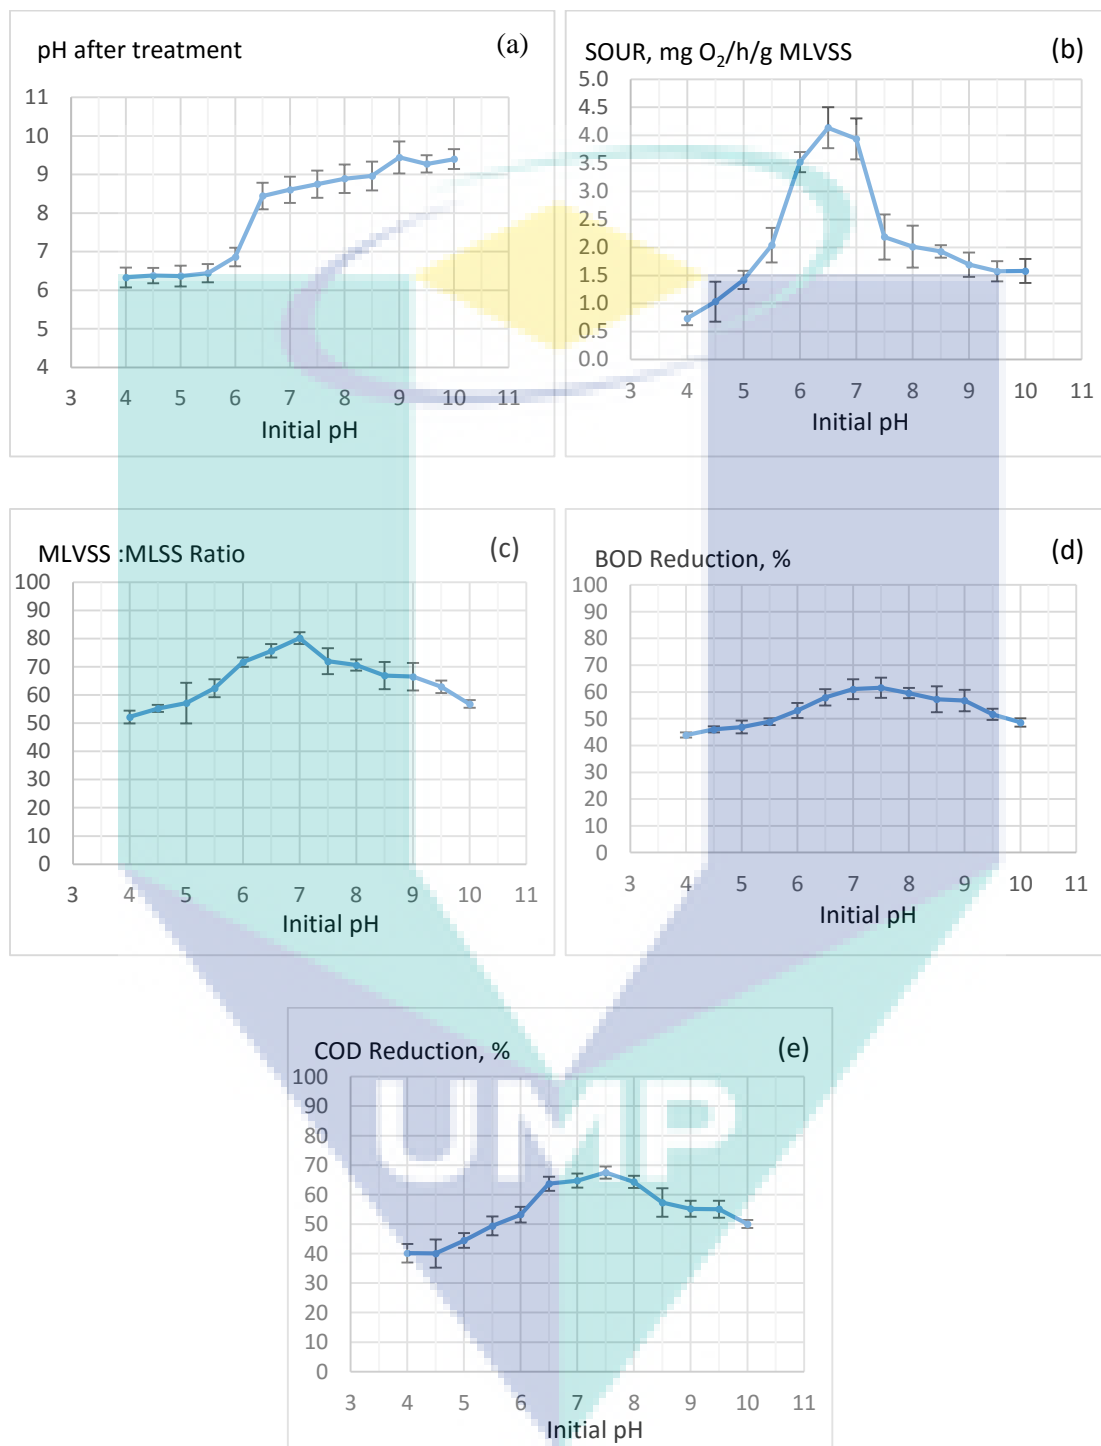 pH after treatment
(a)
11
10
9
8
7
6
5
4
3 4 5 6 7 8 9 10 11
Initial pH
SOUR, mg O₂/h/g MLVSS
(b)
5.0
4.5
4.0
3.5
3.0
2.5
2.0
1.5
1.0
0.5
0.0
3 4 5 6 7 8 9 10 11
Initial pH
MLVSS :MLSS Ratio
(c)
100
90
80
70
60
50
40
30
20
10
0
3 4 5 6 7 8 9 10 11
Initial pH
BOD Reduction, %
(d)
100
90
80
70
60
50
40
30
20
10
0
3 4 5 6 7 8 9 10 11
Initial pH
COD Reduction, %
(e)
100
90
80
70
60
50
40
30
20
10
0
3 4 5 6 7 8 9 10 11
Initial pH
UMP